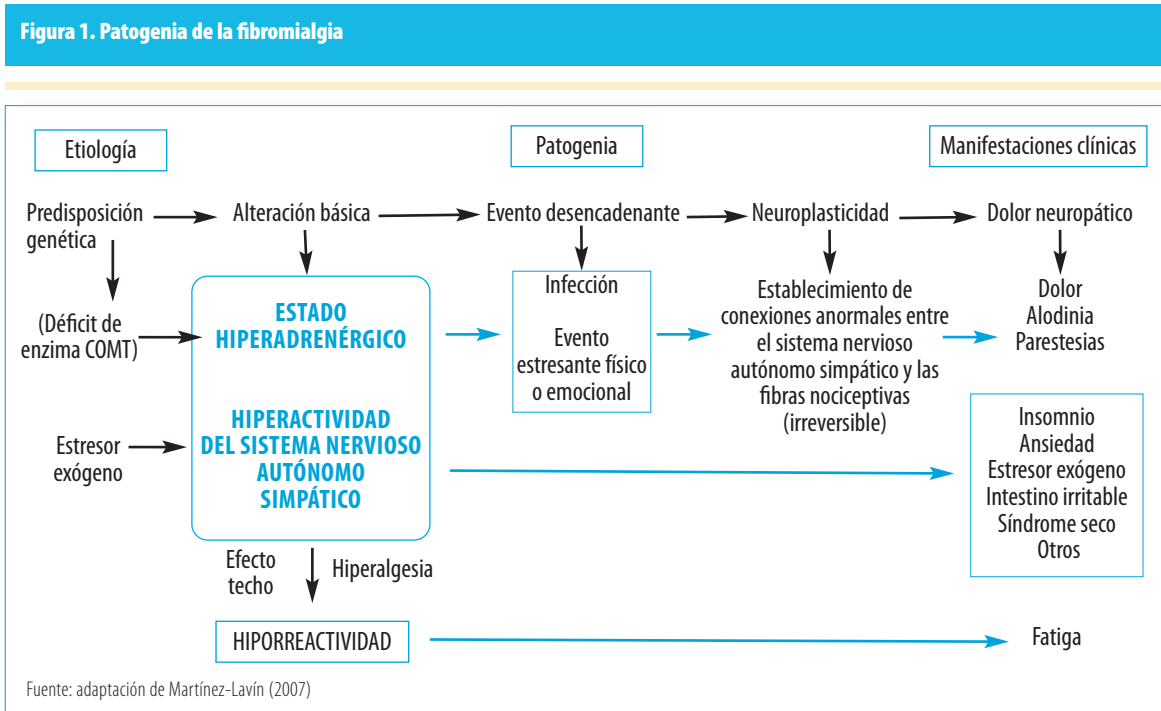 Figura 1. Patogenia de la fibromialgia
Etiología
Patogenia
Manifestaciones clínicas
Predisposición
genética
Alteración básica
Evento desencadenante
Neuroplasticidad
Dolor neuropático
(Déficit de
enzima COMT)
ESTADO
HIPERADRENÉRGICO
Infección
Evento
estresante físico
o emocional
Establecimiento de
conexiones anormales entre
el sistema nervioso
autónomo simpático y las
fibras nociceptivas
(irreversible)
Dolor
Alodinia
Parestesias
Estresor
exógeno
HIPERACTIVIDAD
DEL SISTEMA NERVIOSO
AUTÓNOMO
SIMPÁTICO
Insomnio
Ansiedad
Estresor exógeno
Intestino irritable
Síndrome seco
Otros
Efecto
techo
Hiperalgesia
HIPORREACTIVIDAD
Fatiga
Fuente: adaptación de Martínez-Lavín (2007)